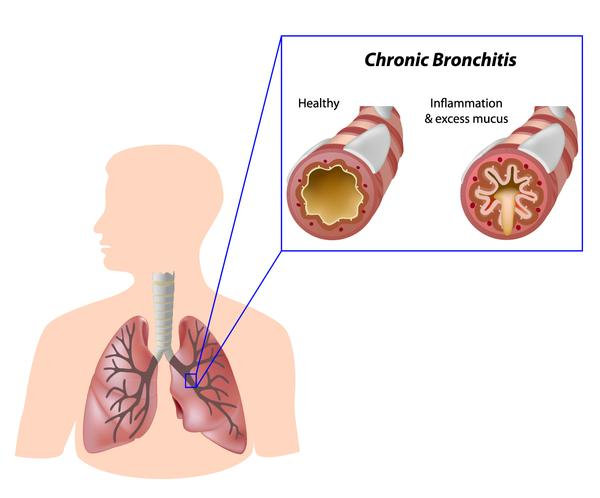 Chronic Bronchitis
Healthy
Inflammation
& excess mucus